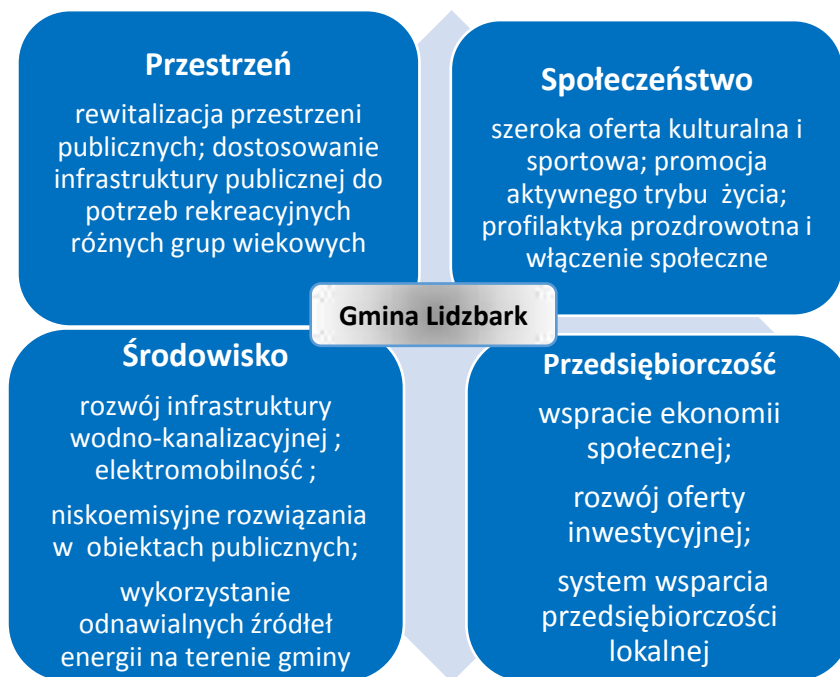 Przestrzeń
rewitalizacja przestrzeni
publicznych; dostosowanie
infrastruktury publicznej do
potrzeb rekreacyjnych
różnych grup wiekowych
Społeczeństwo
szeroka oferta kulturalna i
sportowa; promocja
aktywnego trybu życia;
profilaktyka prozdrowotna i
włączenie społeczne
Gmina Lidzbark
Środowisko
rozwój infrastruktury
wodno-kanalizacyjnej ;
elektromobilność ;
niskoemisyjne rozwiązania
w obiektach publicznych;
wykorzystanie
odnawialnych źródłeł
energii na terenie gminy
Przedsiębiorczość
wspracie ekonomii
społecznej;
rozwój oferty
inwestycyjnej;
system wsparcia
przedsiębiorczości
lokalnej